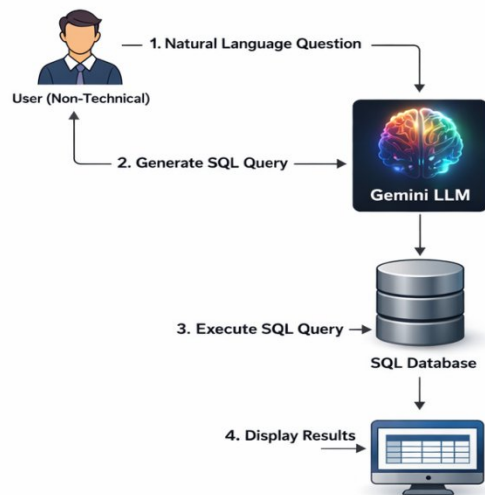 1. Natural Language Question
User (Non-Technical)
2. Generate SQL Query
Gemini LLM
3. Execute SQL Query
SQL Database
4. Display Results